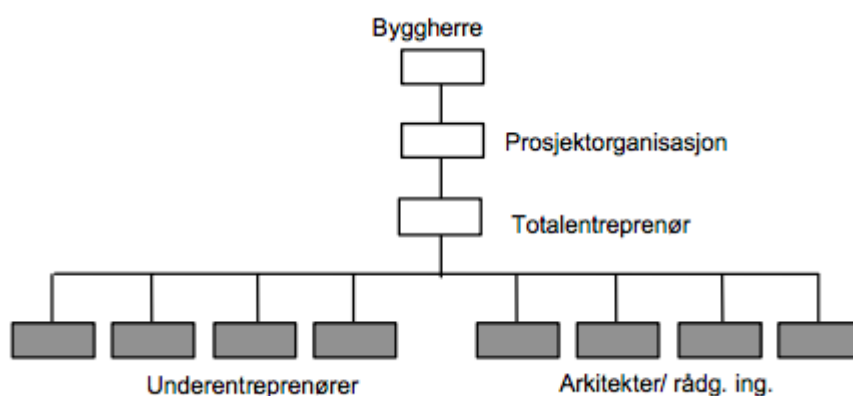 Byggherre
Prosjektorganisasjon
Totalentreprenør
Underentreprenører
Arkitekter/ rådg. ing.